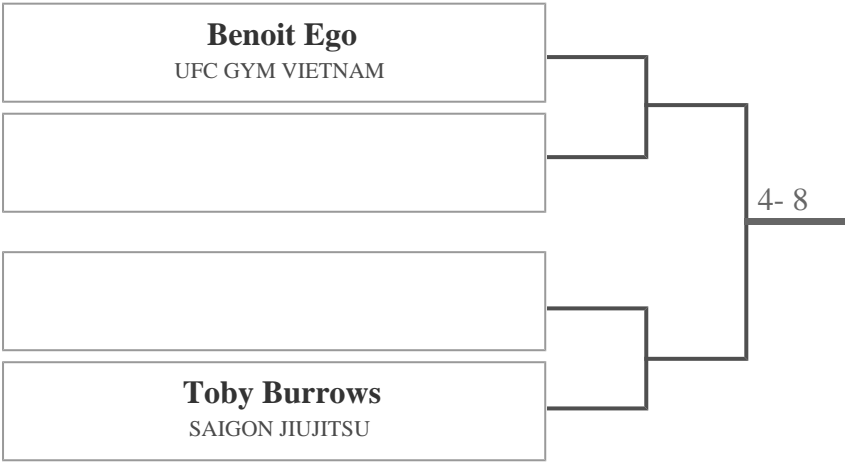 Benoit Ego
UFC GYM VIETNAM
4- 8
Toby Burrows
SAIGON JIUJITSU